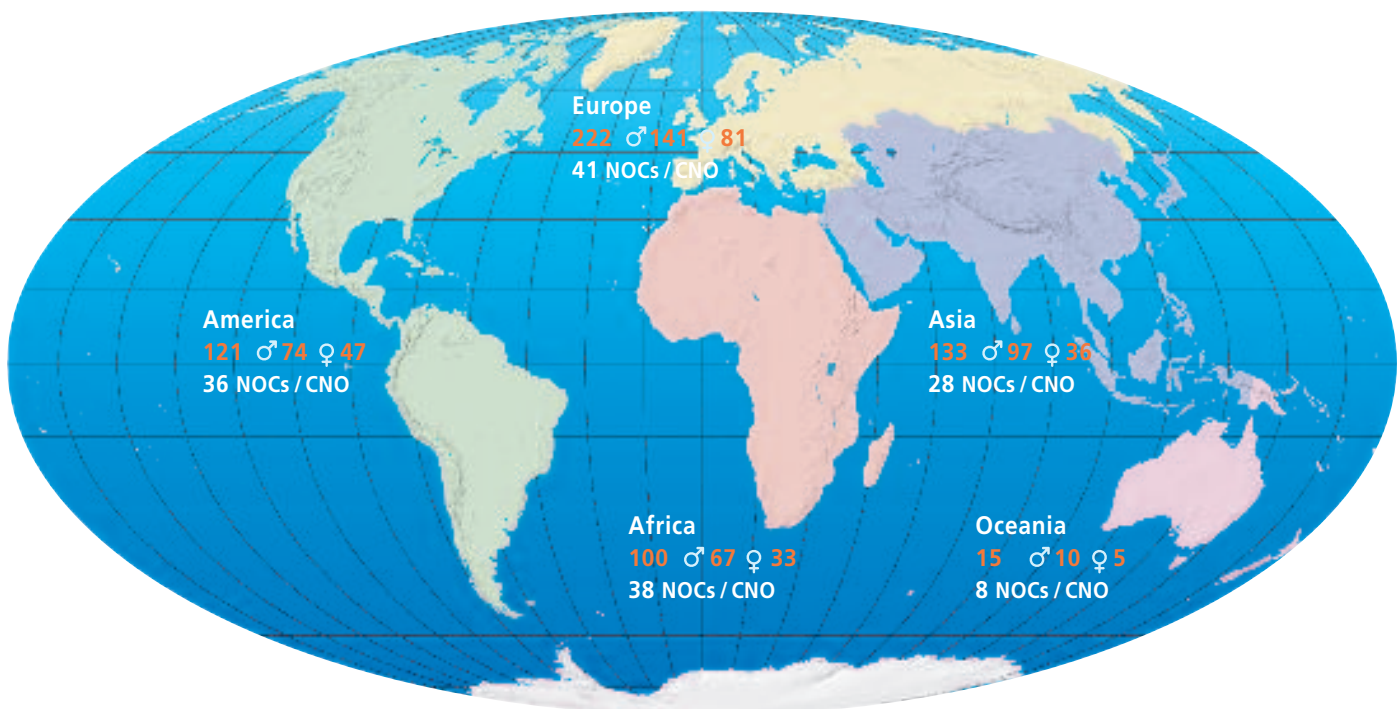 Europe
222 ♂ 141 81
41 NOCs / CNO
America
121 ♂ 74 ♀ 47
36 NOCs / CNO
Asia
133 ♂ 97 ♀ 36
28 NOCs / CNO
Africa
100 ♂ 67 ♀ 33
38 NOCs / CNO
Oceania
15 ♂ 10 ♀ 5
8 NOCs / CNO